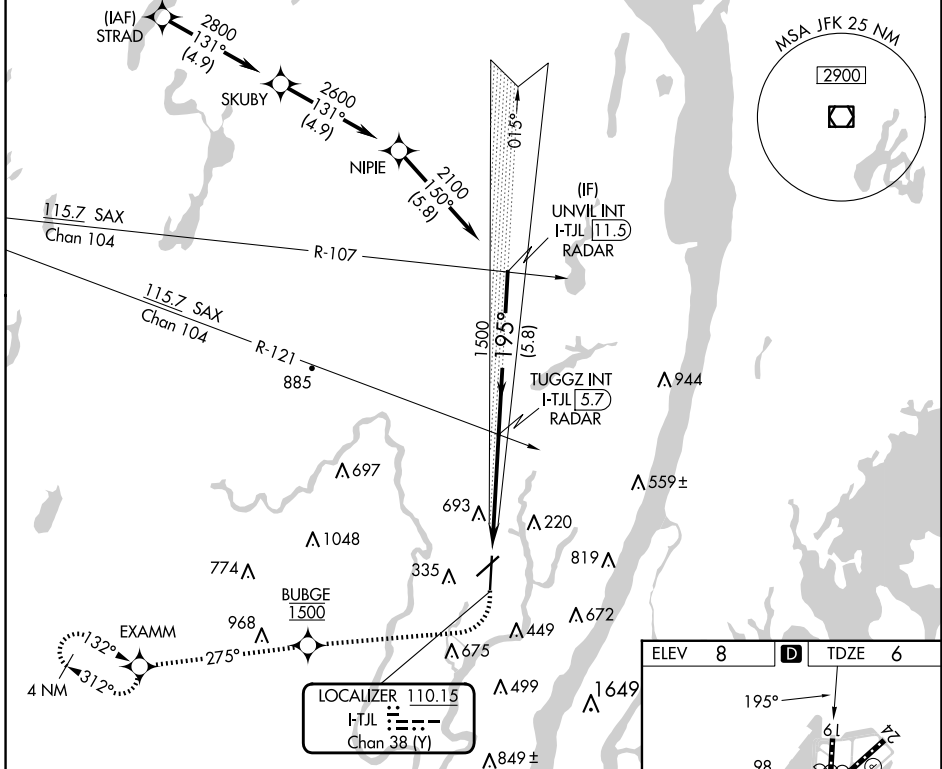 (IAF)
STRAD
2800
131°
(4.9)
SKUBY
2600
131°
(4.9)
NIPIE
2100
150°
(5.8)
MSA JFK 25 NM
2900
015°
(IF)
UNVIL INT
I-TJL 11.5
RADAR
115.7 SAX
Chan 104
R-107
115.7 SAX
Chan 104
R-121
885
1500
195°
(5.8)
TUGGZ INT
I-TJL 5.7
RADAR
944
697
559±
693
220
1048
819
774
335
BUBGE
1500
672
968
449
EXAMM
132°
275°
675
312°
4 NM
LOCALIZER 110.15
I-TJL
Chan 38 (Y)
499
1649
849±
ELEV 8 D TDZE 6
195°
19
24
98